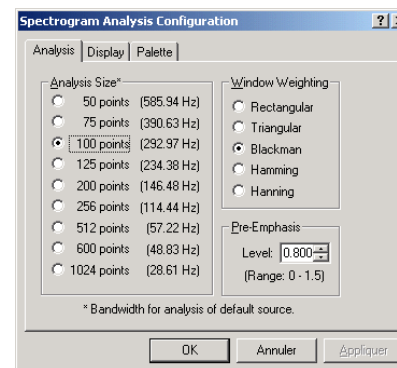 Spectrogram Analysis Configuration
Analysis Display Palette
Analysis Size*
50 points (585.94 Hz)
75 points (390.63 Hz)
100 points (292.97 Hz)
125 points (234.38 Hz)
200 points (146.48 Hz)
256 points (114.44 Hz)
512 points (57.22 Hz)
600 points (48.83 Hz)
1024 points (28.61 Hz)
Window Weighting
Rectangular
Triangular
Blackman
Hamming
Hanning
Pre-Emphasis
Level: 0.800
(Range: 0 - 1.5)
* Bandwidth for analysis of default source.
OK Annuler Appliquer